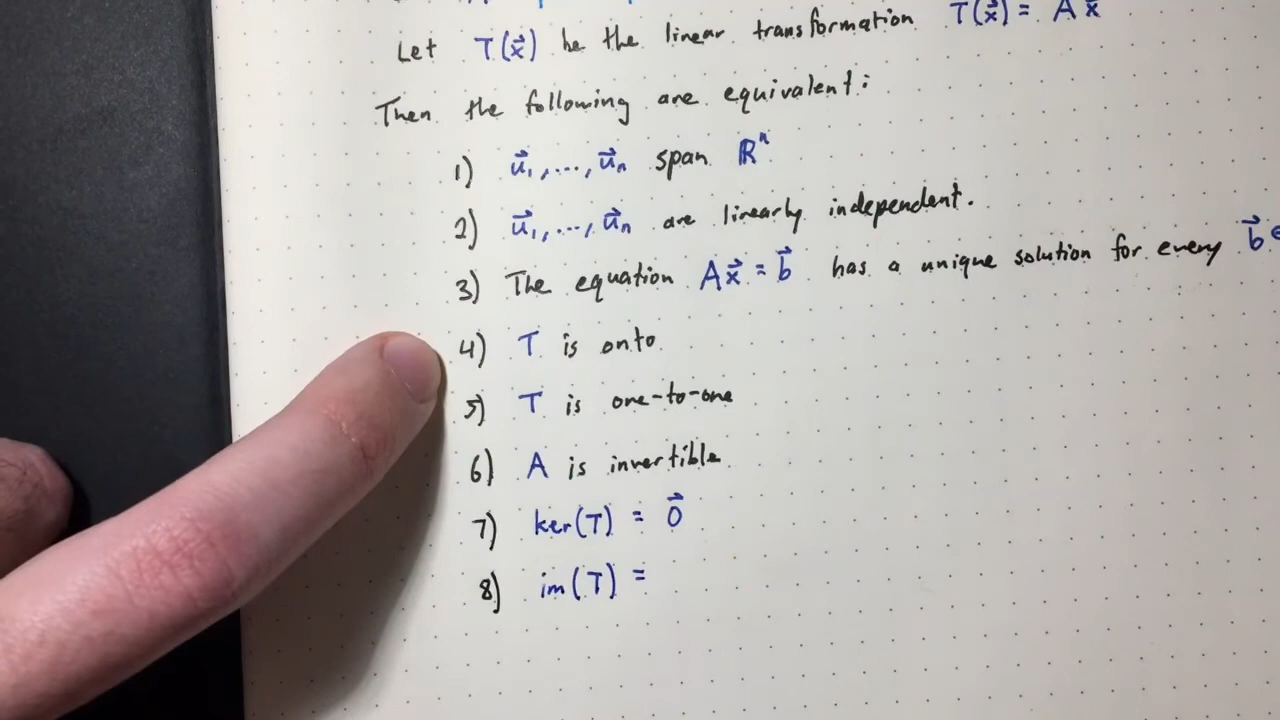 Let T(x⃗) be the linear transformation T(x⃗) = A x⃗
Then the following are equivalent:
1) u⃗₁,...,u⃗ₙ span ℝⁿ
2) u⃗₁,...,u⃗ₙ are linearly independent.
3) The equation Ax⃗ = b⃗ has a unique solution for every b⃗ ∈
4) T is onto
5) T is one-to-one
6) A is invertible
7) ker(T) = 0⃗
8) im(T) =